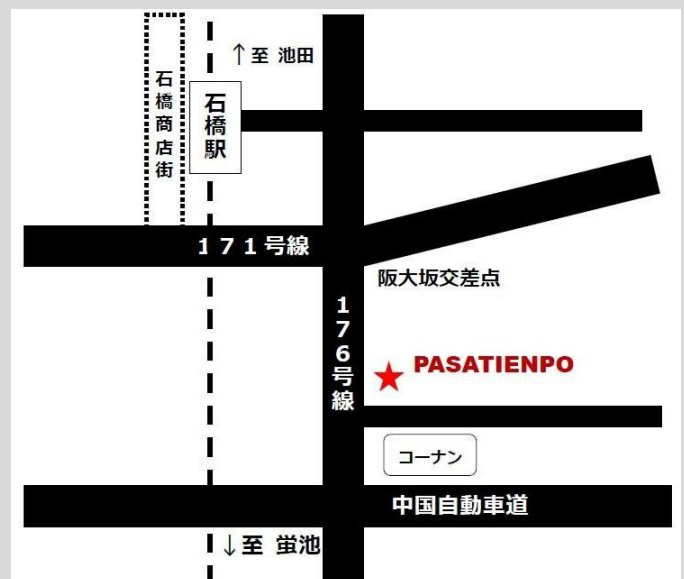 ↑至 池田
石橋商店街
石橋駅
171号線
阪大坂交差点
176号線
★ PASATIENPO
コーナン
中国自動車道
↓至 蛍池